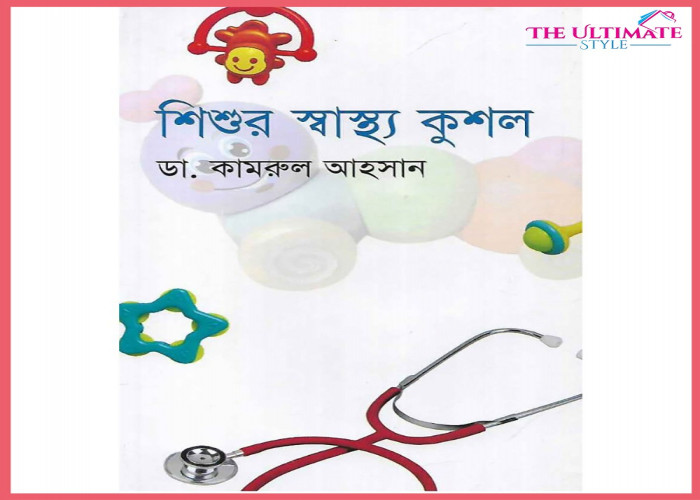 THE ULTIMATE
STYLE
শিশুর স্বাস্থ্য কুশল
ডা. কামরুল আহসান